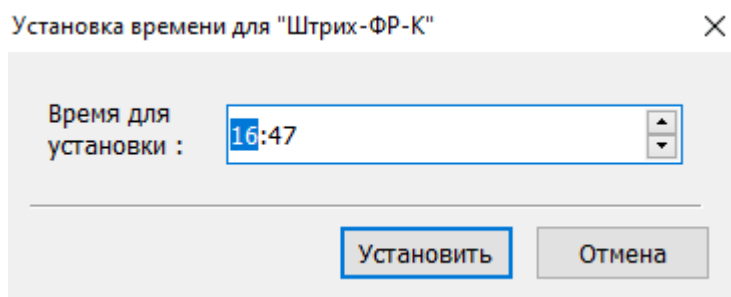 Установка времени для "Штрих-ФР-К"
Время для
установки :
16:47
Установить
Отмена